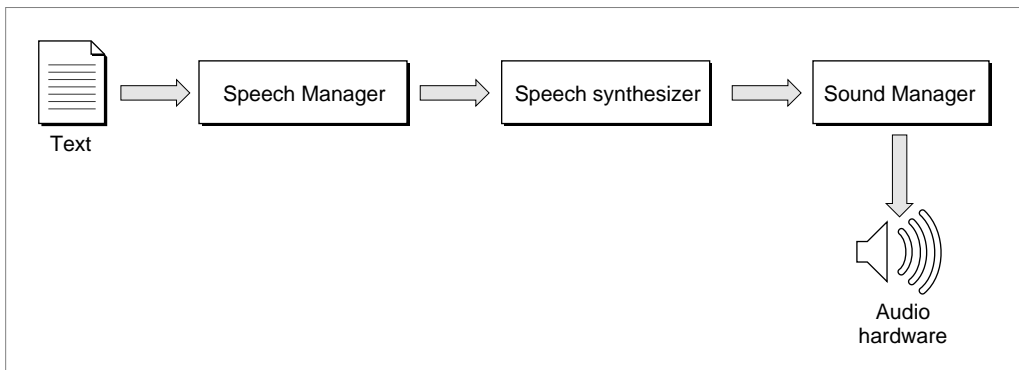 Text
Speech Manager
Speech synthesizer
Sound Manager
Audio
hardware